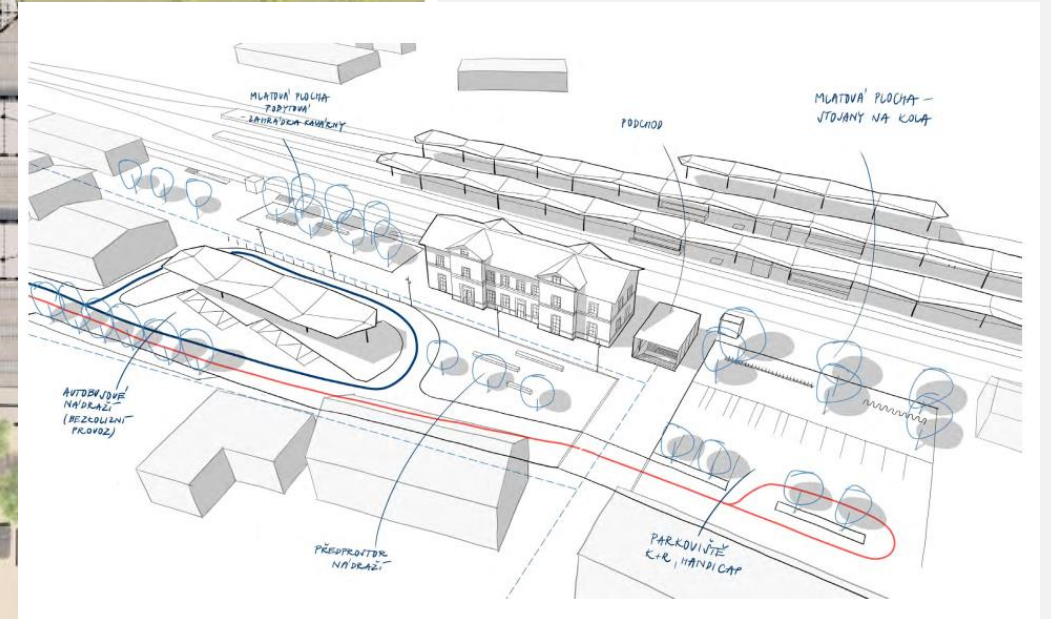 MLATOVÁ PLOCHA
POBYTOVÁ
- ZAHRÁDKA KAVÁRNY
PODCHOD
MLATOVÁ PLOCHA -
STOJANY NA KOLA
AUTOBUSOVÉ
NÁDRAŽÍ
(BEZKOLIZNÍ
PROVOZ)
PŘEDPROSTOR
NÁDRAŽÍ
PARKOVIŠTĚ
K+R, HANDICAP